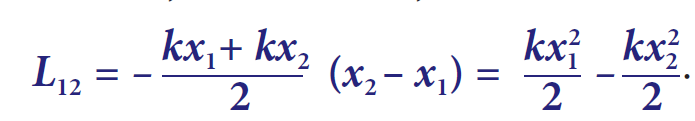 L₁₂ = – (kx₁ + kx₂)/2 (x₂ – x₁) = kx₁²/2 – kx₂²/2.